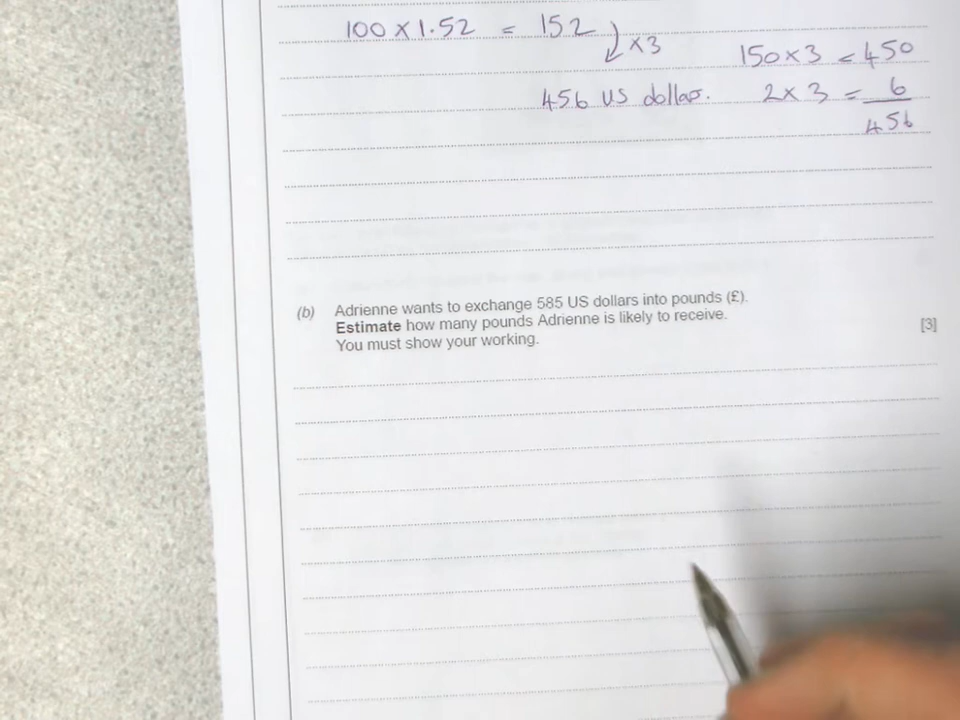 100 × 1.52 = 152
×3
150 × 3 = 450
456 US dollars. 2 × 3 = 6
456
(b) Adrienne wants to exchange 585 US dollars into pounds (£).
Estimate how many pounds Adrienne is likely to receive.
You must show your working. [3]